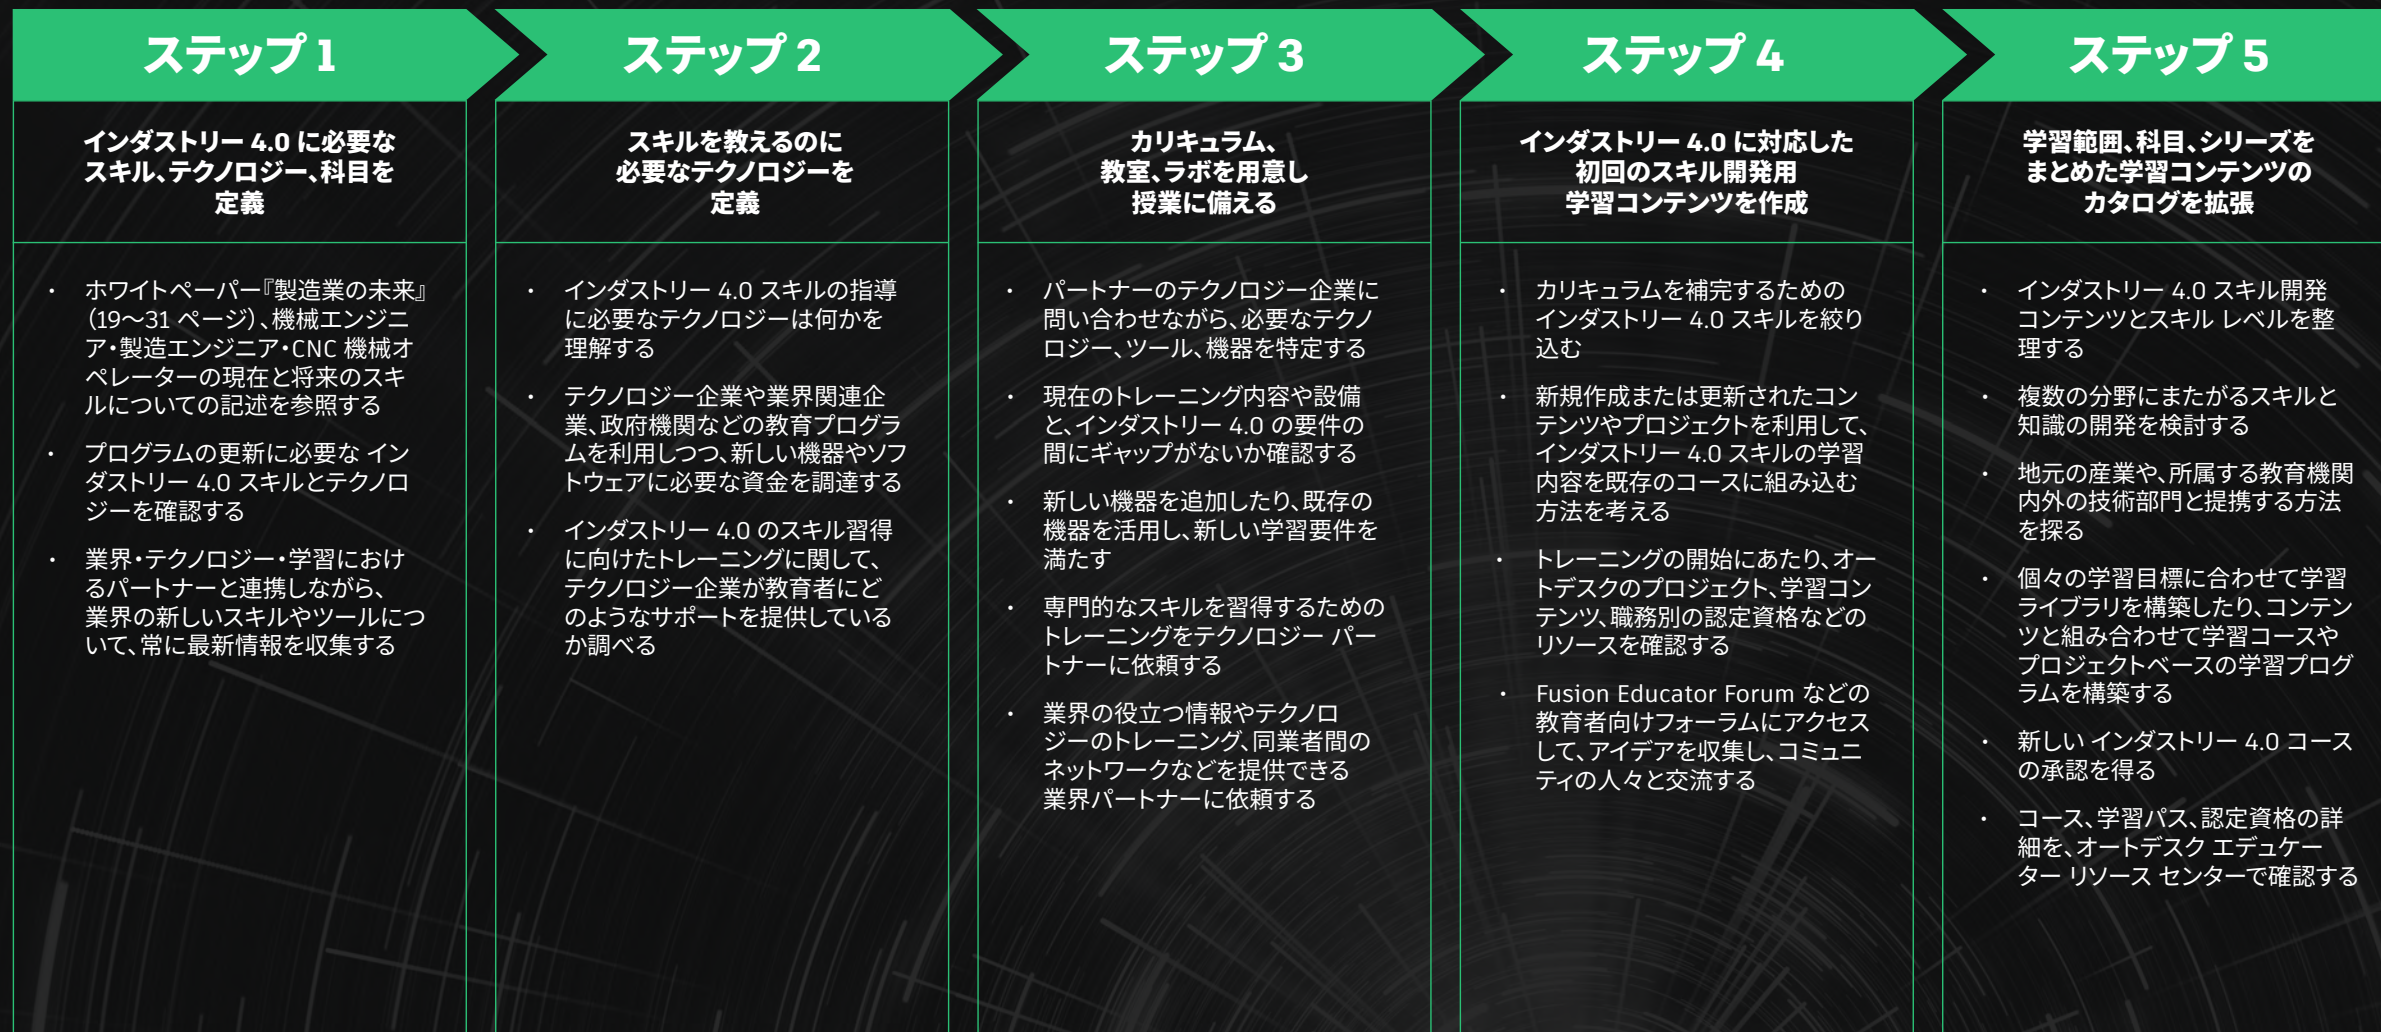 ステップ 1
インダストリー 4.0 に必要な
スキル、テクノロジー、科目を
定義
・ ホワイトペーパー『製造業の未来』
（19～31 ページ）、機械エンジニ
ア・製造エンジニア・CNC 機械オ
ペレーターの現在と将来のスキ
ルについての記述を参照する
・ プログラムの更新に必要な イン
ダストリー 4.0 スキルとテクノロ
ジーを確認する
・ 業界・テクノロジー・学習におけ
るパートナーと連携しながら、
業界の新しいスキルやツールにつ
いて、常に最新情報を収集する
ステップ 2
スキルを教えるのに
必要なテクノロジーを
定義
・ インダストリー 4.0 スキルの指導
に必要なテクノロジーは何かを
理解する
・ テクノロジー企業や業界関連企
業、政府機関などの教育プログラ
ムを利用しつつ、新しい機器やソフ
トウェアに必要な資金を調達する
・ インダストリー 4.0 のスキル習得
に向けたトレーニングに関して、
テクノロジー企業が教育者にど
のようなサポートを提供している
か調べる
ステップ 3
カリキュラム、
教室、ラボを用意し
授業に備える
・ パートナーのテクノロジー企業に
問い合わせながら、必要なテクノ
ロジー、ツール、機器を特定する
・ 現在のトレーニング内容や設備
と、インダストリー 4.0 の要件の
間にギャップがないか確認する
・ 新しい機器を追加したり、既存の
機器を活用し、新しい学習要件を
満たす
・ 専門的なスキルを習得するための
トレーニングをテクノロジー パー
トナーに依頼する
・ 業界の役立つ情報やテクノロ
ジーのトレーニング、同業者間の
ネットワークなどを提供できる
業界パートナーに依頼する
ステップ 4
インダストリー 4.0 に対応した
初回のスキル開発用
学習コンテンツを作成
・ カリキュラムを補完するための
インダストリー 4.0 スキルを絞り
込む
・ 新規作成または更新されたコン
テンツやプロジェクトを利用して、
インダストリー 4.0 スキルの学習
内容を既存のコースに組み込む
方法を考える
・ トレーニングの開始にあたり、オー
トデスクのプロジェクト、学習コン
テンツ、職務別の認定資格などの
リソースを確認する
・ Fusion Educator Forum などの
教育者向けフォーラムにアクセス
して、アイデアを収集し、コミュニ
ティの人々と交流する
ステップ 5
学習範囲、科目、シリーズを
まとめた学習コンテンツの
カタログを拡張
・ インダストリー 4.0 スキル開発
コンテンツとスキル レベルを整
理する
・ 複数の分野にまたがるスキルと
知識の開発を検討する
・ 地元の産業や、所属する教育機関
内外の技術部門と提携する方法
を探る
・ 個々の学習目標に合わせて学習
ライブラリを構築したり、コンテン
ツと組み合わせて学習コースや
プロジェクトベースの学習プログ
ラムを構築する
・ 新しい インダストリー 4.0 コース
の承認を得る
・ コース、学習パス、認定資格の詳
細を、オートデスク エデュケー
ター リソース センターで確認する